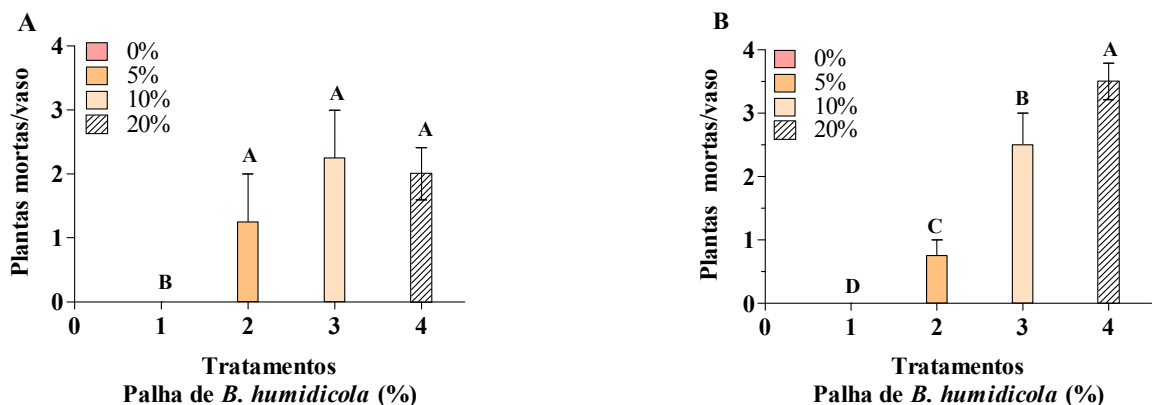 A
Plantas mortas/vaso
4
3
2
1
0
0%
5%
10%
20%
B
A
A
A
0 1 2 3 4
Tratamentos
Palha de B. humidicola (%)
B
Plantas mortas/vaso
4
3
2
1
0
0%
5%
10%
20%
D
C
B
A
0 1 2 3 4
Tratamentos
Palha de B. humidicola (%)